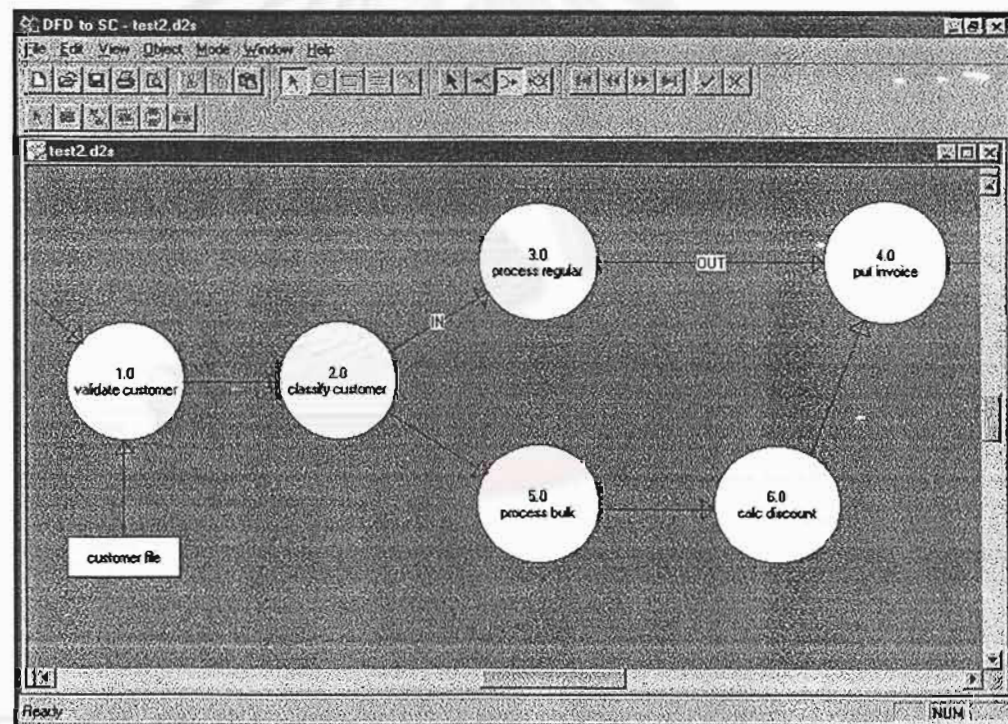 DFD to SC - test2.d2s
File Edit View Object Mode Window Help
test2.d2s
3.0
process regular
OUT
4.0
put invoice
IN
1.0
validate customer
2.0
classify customer
5.0
process bulk
6.0
calc discount
customer file
Ready
NUM